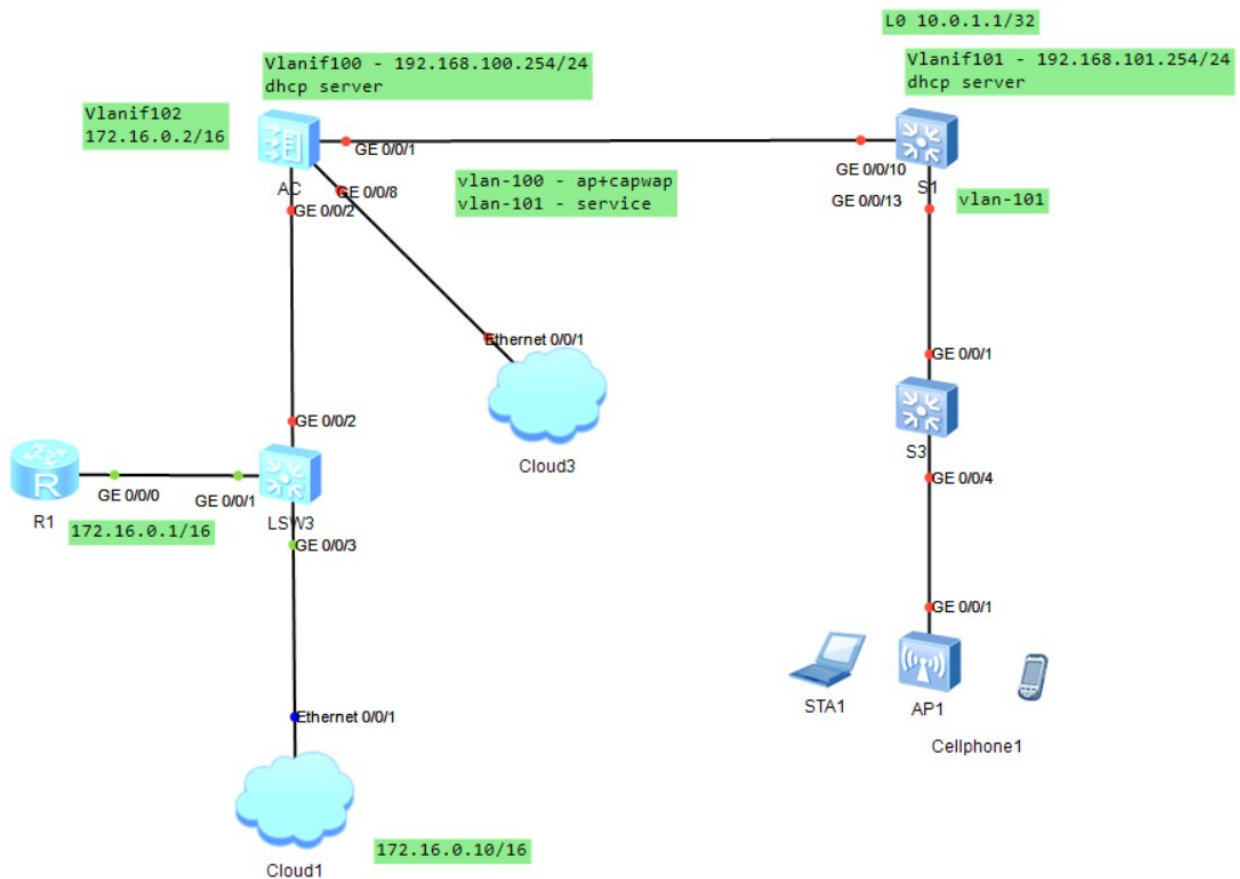 L0 10.0.1.1/32
Vlanif100 - 192.168.100.254/24
dhcp server
Vlanif101 - 192.168.101.254/24
dhcp server
Vlanif102
172.16.0.2/16
GE 0/0/1
GE 0/0/10
AC
S1
GE 0/0/8
GE 0/0/2
vlan-100 - ap+capwap
vlan-101 - service
GE 0/0/13
vlan-101
Ethernet 0/0/1
GE 0/0/1
GE 0/0/2
Cloud3
S3
GE 0/0/4
GE 0/0/0
GE 0/0/1
R1
172.16.0.1/16
LSW3
GE 0/0/3
GE 0/0/1
STA1
AP1
Cellphone1
Ethernet 0/0/1
172.16.0.10/16
Cloud1